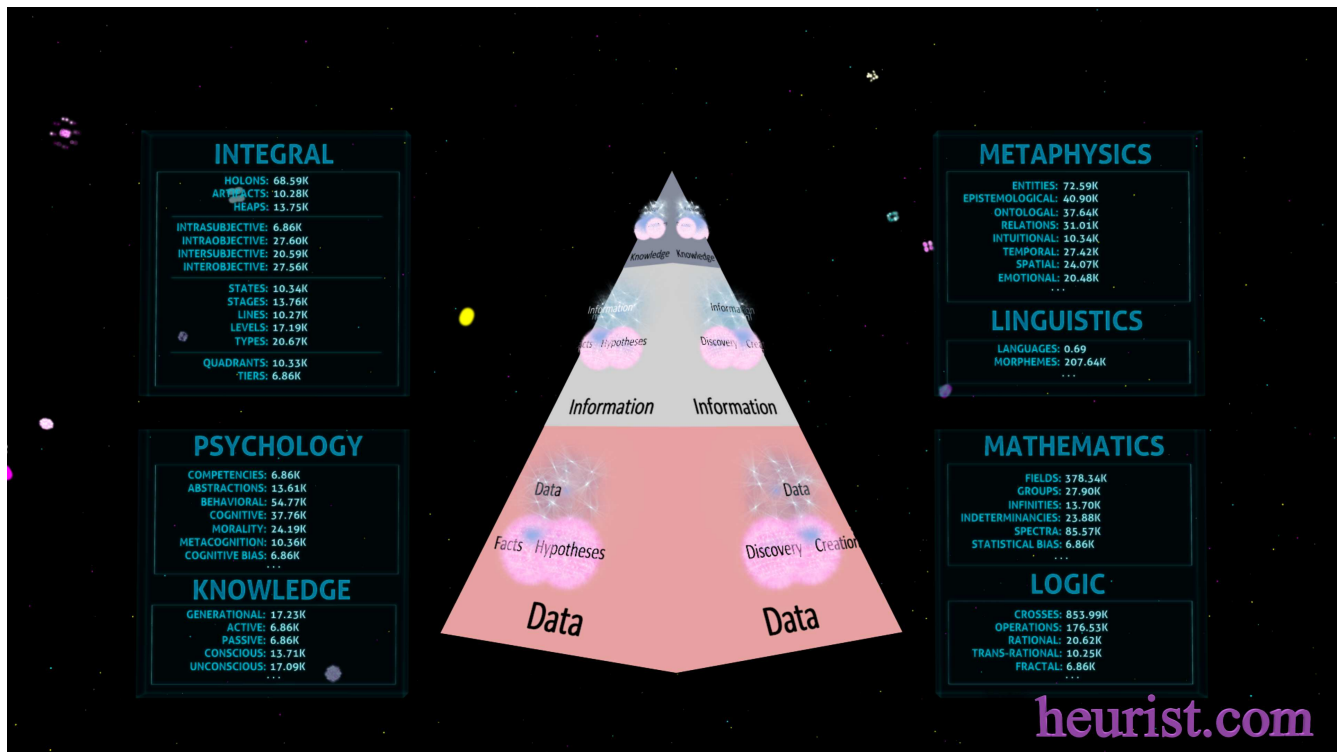 INTEGRAL
HOLONS: 68.59K
ARTIFACTS: 10.28K
HEAPS: 13.75K
INTRASUBJECTIVE: 6.86K
INTRAOBJECTIVE: 27.60K
INTERSUBJECTIVE: 20.59K
INTEROBJECTIVE: 27.56K
STATES: 10.34K
STAGES: 13.76K
LINES: 10.27K
LEVELS: 17.19K
TYPES: 20.67K
QUADRANTS: 10.33K
TIERS: 6.86K
PSYCHOLOGY
COMPETENCIES: 6.86K
ABSTRACTIONS: 13.61K
BEHAVIORAL: 54.77K
COGNITIVE: 37.76K
MORALITY: 24.19K
METACOGNITION: 10.36K
COGNITIVE BIAS: 6.86K
...
KNOWLEDGE
GENERATIONAL: 17.23K
ACTIVE: 6.86K
PASSIVE: 6.86K
CONSCIOUS: 13.71K
UNCONSCIOUS: 17.09K
...
Knowledge Knowledge
Information Information
Hypotheses Discovery
Information Information
Data Data
Facts Hypotheses Discovery Creation
Data Data
METAPHYSICS
ENTITIES: 72.59K
EPISTEMOLOGICAL: 40.90K
ONTOLOGAL: 37.64K
RELATIONS: 31.01K
INTUITIONAL: 10.34K
TEMPORAL: 27.42K
SPATIAL: 24.07K
EMOTIONAL: 20.48K
...
LINGUISTICS
LANGUAGES: 0.69
MORPHEMES: 207.64K
...
MATHEMATICS
FIELDS: 378.34K
GROUPS: 27.90K
INFINITIES: 13.70K
INDETERMINANCIES: 23.88K
SPECTRA: 85.57K
STATISTICAL BIAS: 6.86K
...
LOGIC
CROSSES: 853.99K
OPERATIONS: 176.53K
RATIONAL: 20.62K
TRANS-RATIONAL: 10.25K
FRACTAL: 6.86K
...
heurist.com